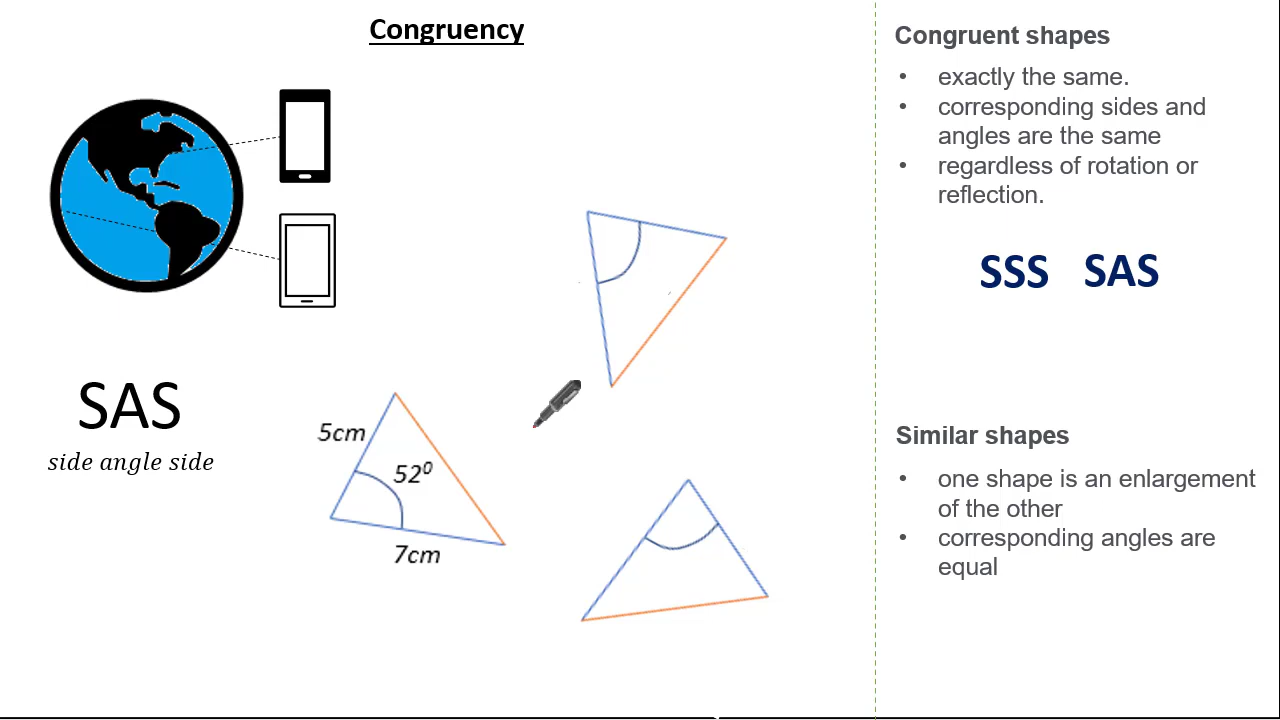 Congruency
5cm
52⁰
7cm
SAS
side angle side
Congruent shapes
• exactly the same.
• corresponding sides and
angles are the same
• regardless of rotation or
reflection.
SSS SAS
Similar shapes
• one shape is an enlargement
of the other
• corresponding angles are
equal